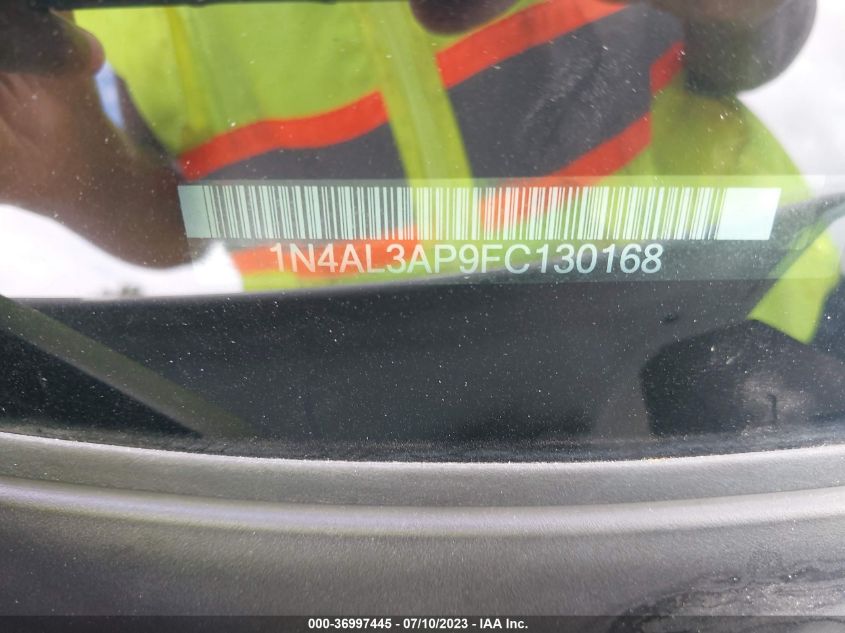 1N4AL3AP9FC130168
000-36997445 - 07/10/2023 - IAA Inc.